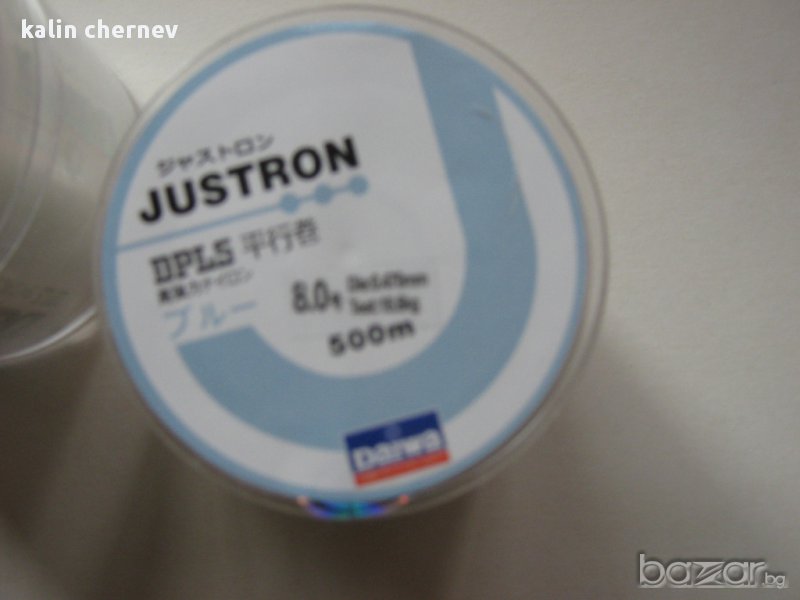 kalin chernev
ジャストロン
JUSTRON
DPLS 平行巻
ブルー
8.0号
500m
Daiwa
bazar.bg